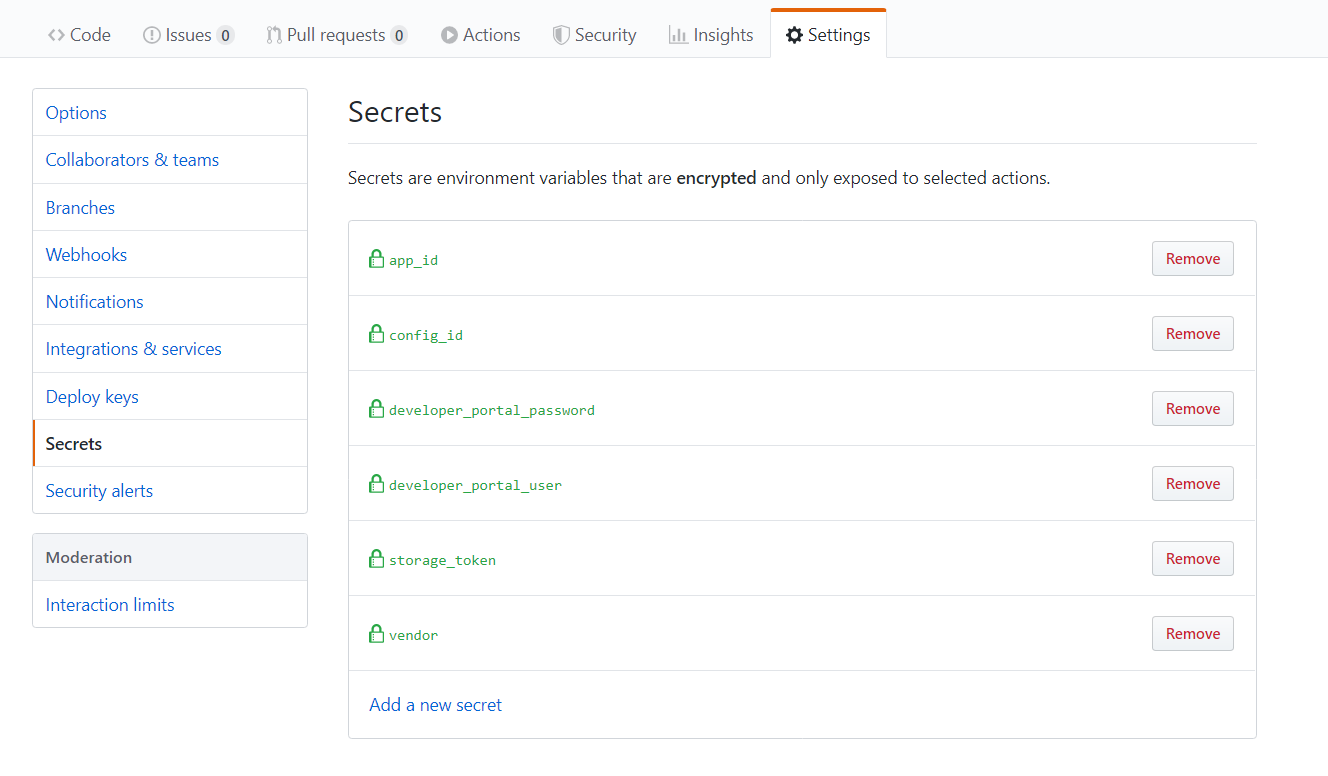 Code Issues 0 Pull requests 0 Actions Security Insights Settings
Options
Collaborators & teams
Branches
Webhooks
Notifications
Integrations & services
Deploy keys
Secrets
Security alerts
Moderation
Interaction limits
Secrets
Secrets are environment variables that are encrypted and only exposed to selected actions.
app_id Remove
config_id Remove
developer_portal_password Remove
developer_portal_user Remove
storage_token Remove
vendor Remove
Add a new secret